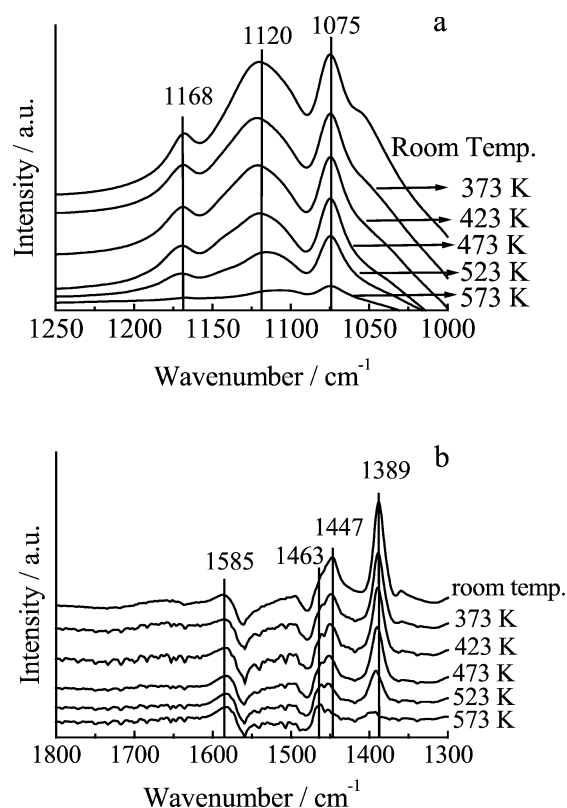 a
1075
1120
1168
Room Temp.
373 K
423 K
473 K
523 K
573 K
Intensity / a.u.
1250 1200 1150 1100 1050 1000
Wavenumber / cm⁻¹
b
1389
1447
1585 1463
room temp.
373 K
423 K
473 K
523 K
573 K
Intensity / a.u.
1800 1700 1600 1500 1400 1300
Wavenumber / cm⁻¹